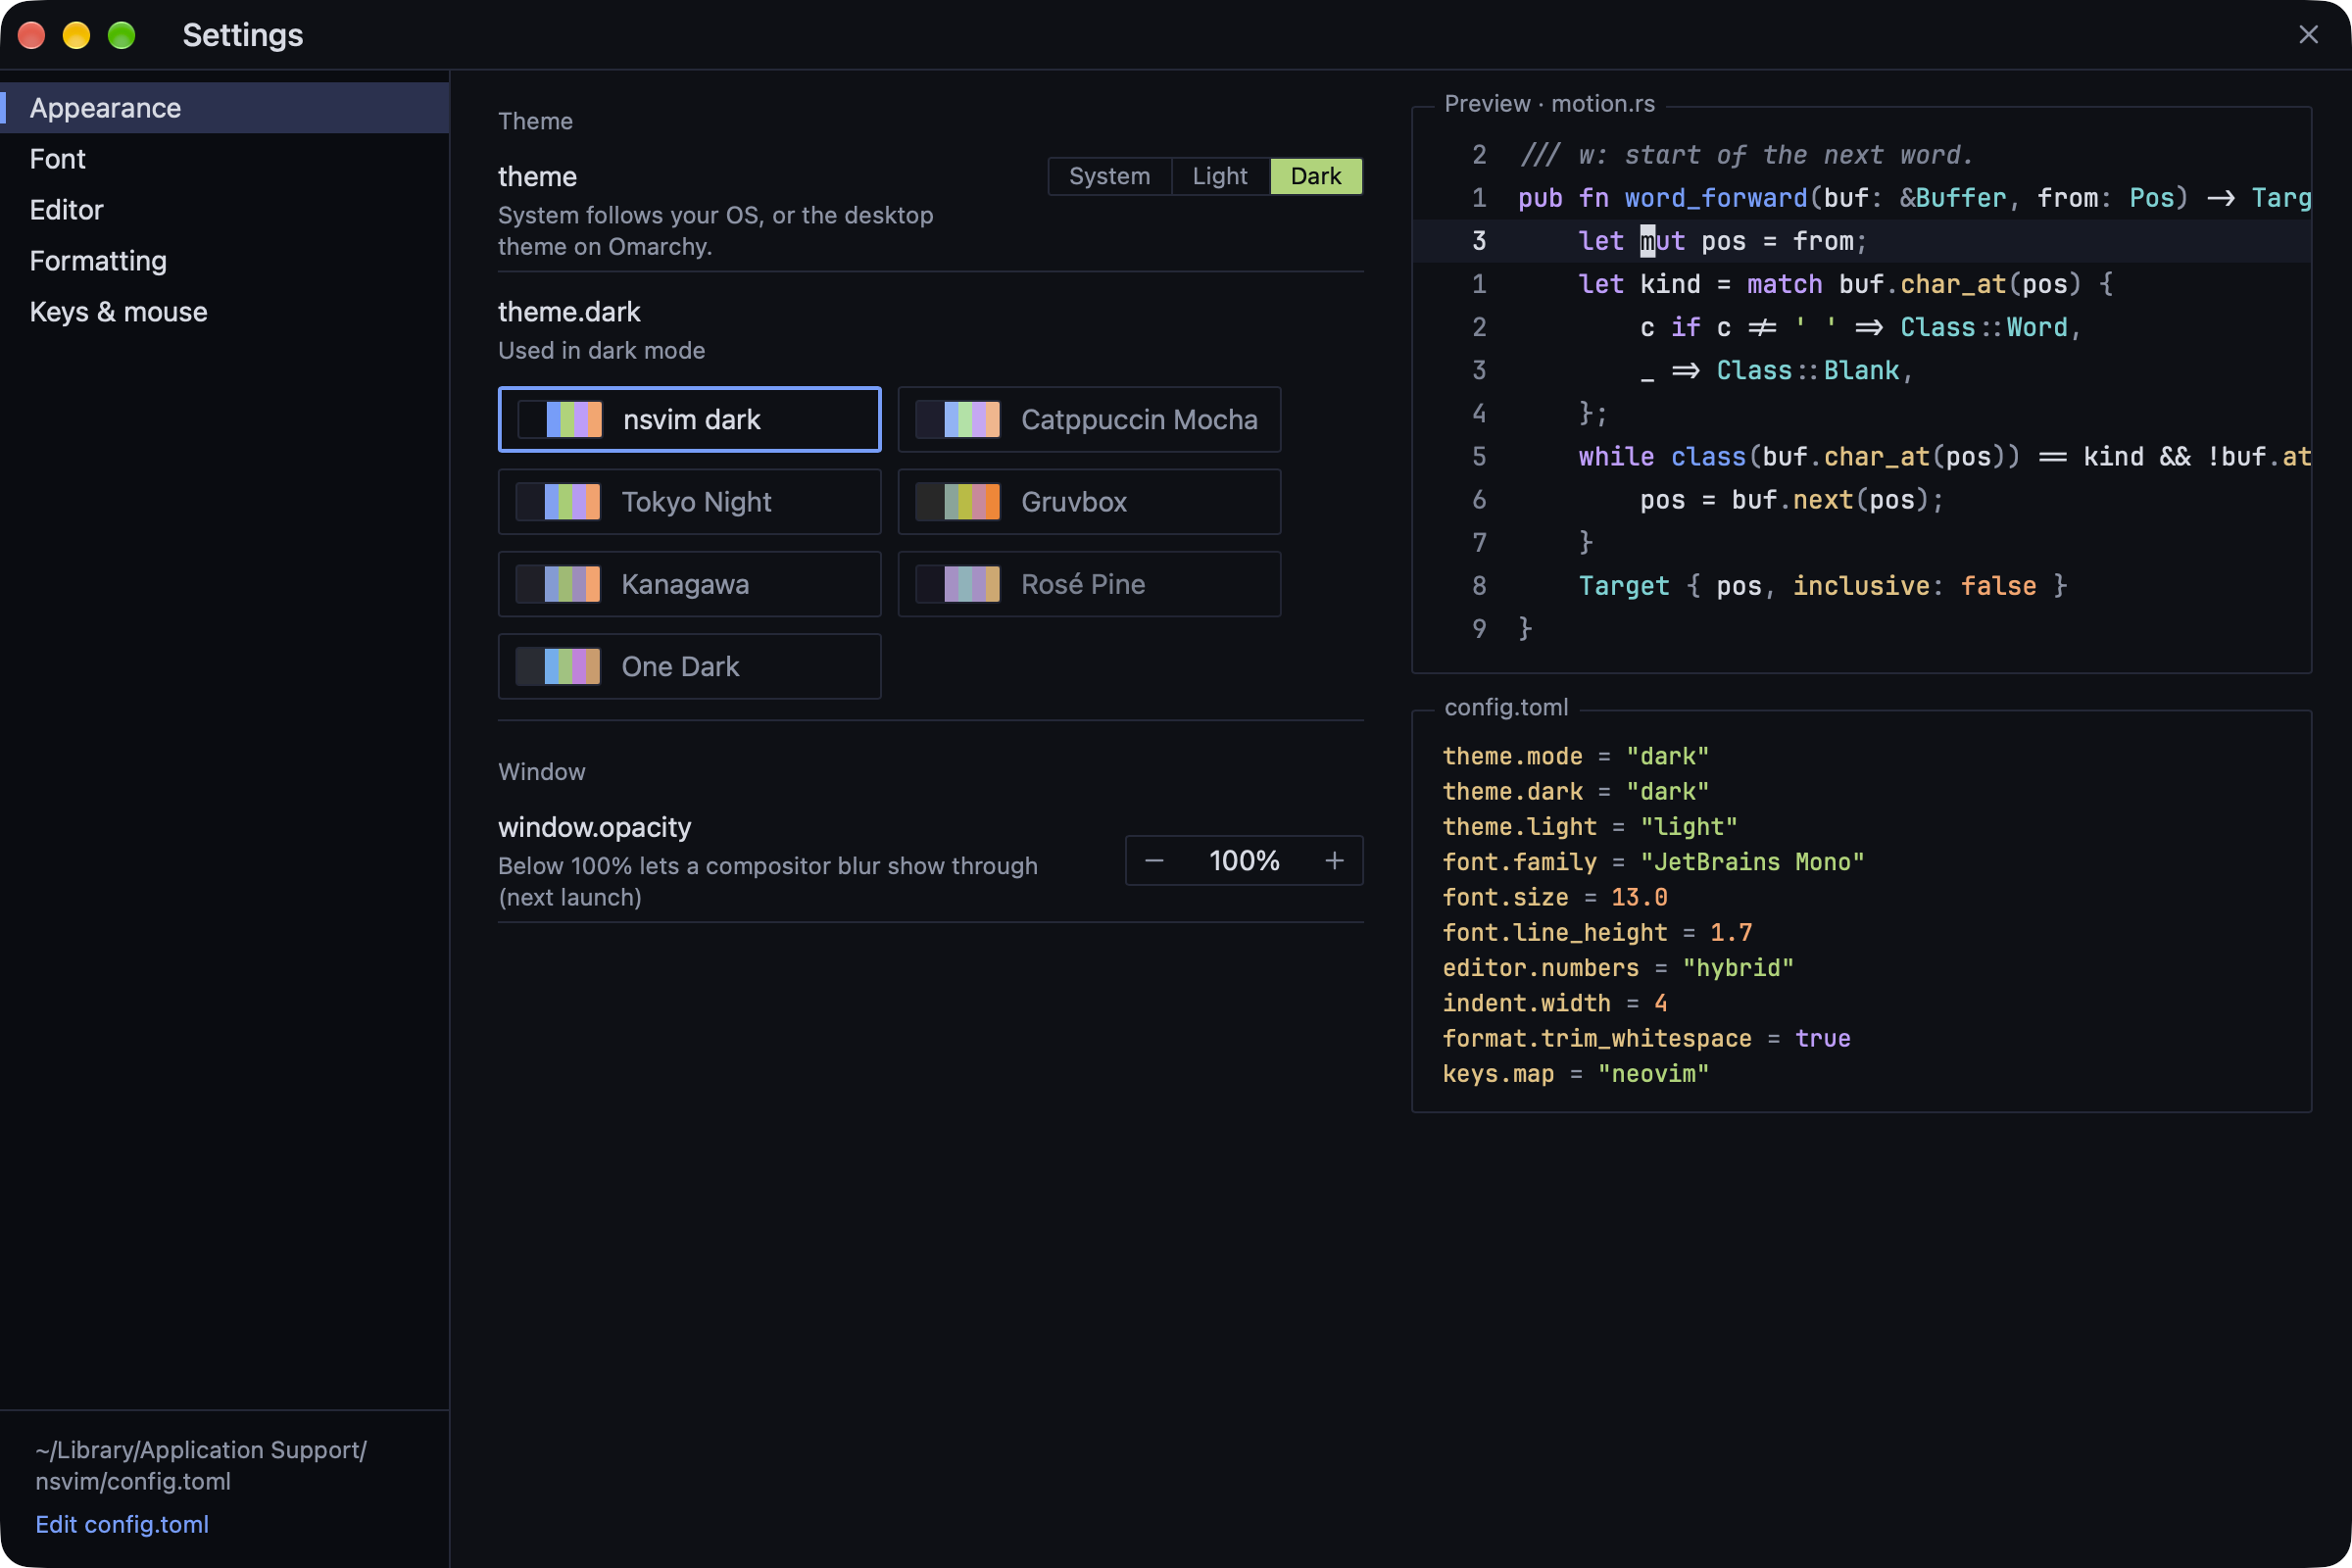 Settings
Appearance
Font
Editor
Formatting
Keys & mouse
~/Library/Application Support/
nsvim/config.toml
Edit config.toml
Theme
theme
System follows your OS, or the desktop
theme on Omarchy.
System Light Dark
theme.dark
Used in dark mode
nsvim dark
Catppuccin Mocha
Tokyo Night
Gruvbox
Kanagawa
Rosé Pine
One Dark
Window
window.opacity
Below 100% lets a compositor blur show through
(next launch)
− 100% +
Preview · motion.rs
2 /// w: start of the next word.
1 pub fn word_forward(buf: &Buffer, from: Pos) -> Targ
3 let mut pos = from;
1 let kind = match buf.char_at(pos) {
2 c if c != ' ' => Class::Word,
3 _ => Class::Blank,
4 };
5 while class(buf.char_at(pos)) == kind && !buf.at
6 pos = buf.next(pos);
7 }
8 Target { pos, inclusive: false }
9 }
config.toml
theme.mode = "dark"
theme.dark = "dark"
theme.light = "light"
font.family = "JetBrains Mono"
font.size = 13.0
font.line_height = 1.7
editor.numbers = "hybrid"
indent.width = 4
format.trim_whitespace = true
keys.map = "neovim"